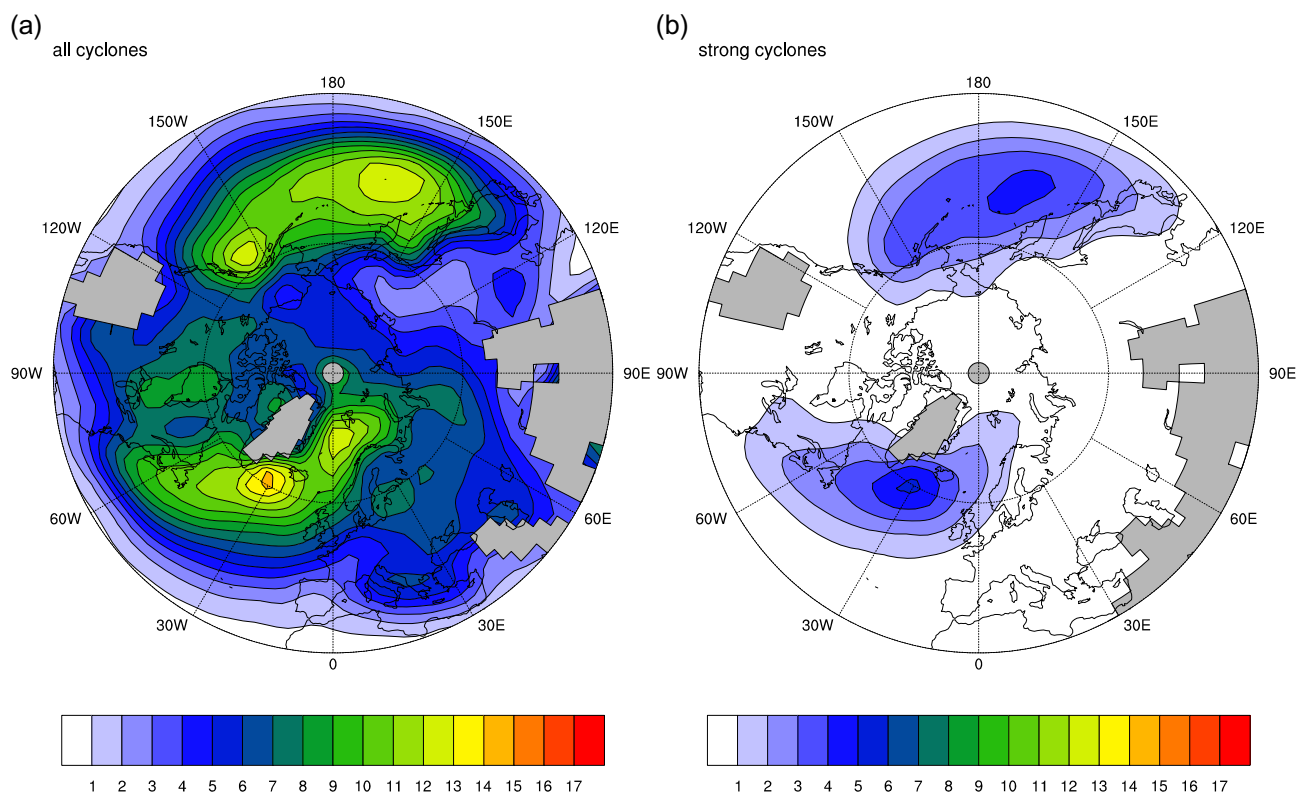 (a)
all cyclones
180
150W
150E
120W
120E
90W
90E
60W
60E
30W
30E
0
1 2 3 4 5 6 7 8 9 10 11 12 13 14 15 16 17
(b)
strong cyclones
180
150W
150E
120W
120E
90W
90E
60W
60E
30W
30E
0
1 2 3 4 5 6 7 8 9 10 11 12 13 14 15 16 17